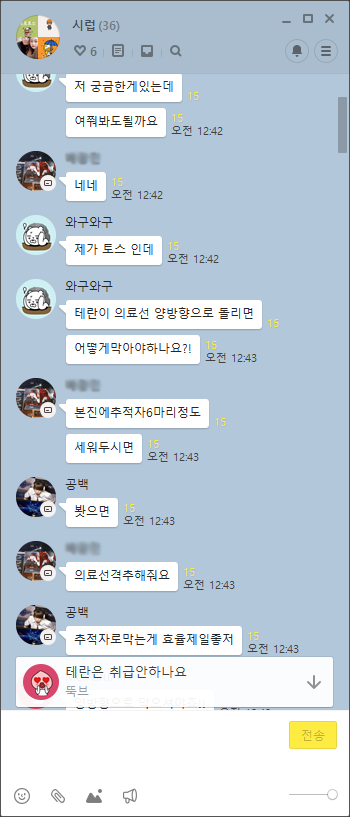 시럽 (36)
6
저 궁금한게있는데
15
여쭤봐도될까요
오전 12:42
네네
15
오전 12:42
와구와구
제가 토스 인데
15
오전 12:42
와구와구
테란이 의료선 양방향으로 돌리면
15
어떻게막아야하나요?!
15
오전 12:43
본진에추적자6마리정도
15
세워두시면
15
오전 12:43
공백
봣으면
15
오전 12:43
의료선격추해줘요
15
오전 12:43
공백
추적자로막는게 효율제일좋저
15
오전 12:43
테란은 취급안하나요
뚝브
전송